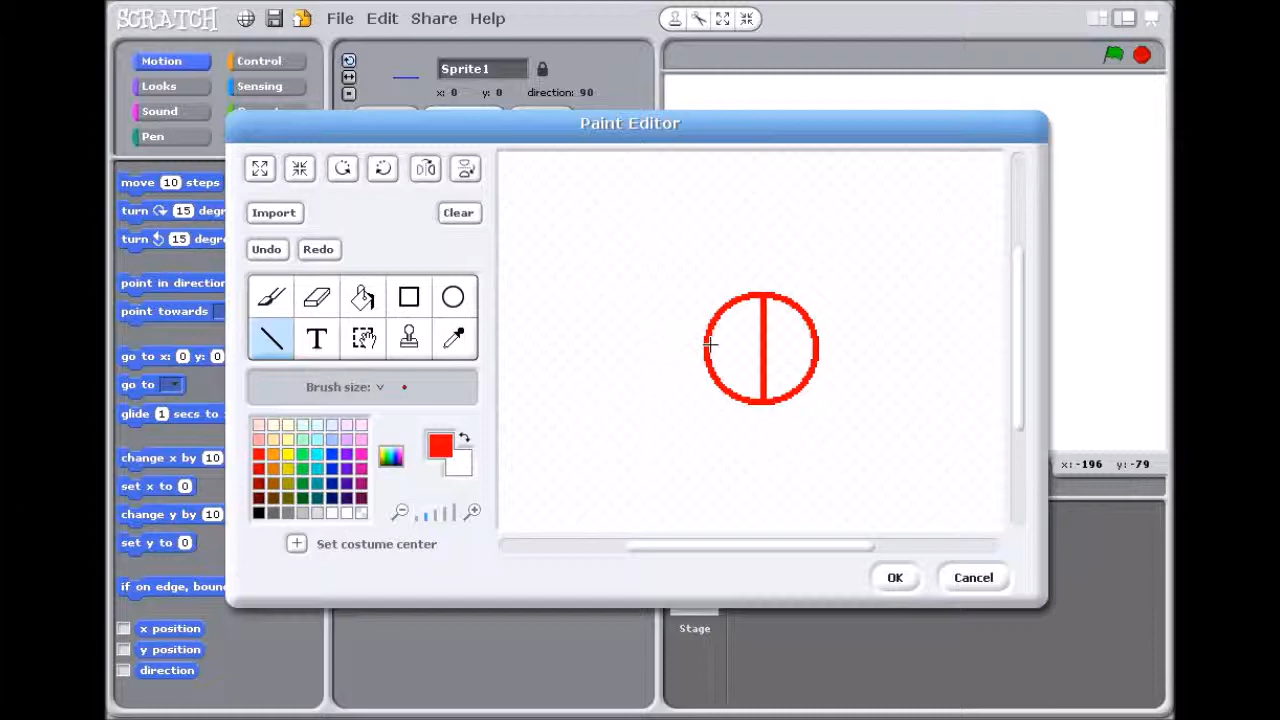 SCRATCH File Edit Share Help
Motion Control
Looks Sensing
Sound
Pen
Sprite1
x: 0 y: 0 direction: 90
Paint Editor
Import Clear
Undo Redo
T
Brush size:
Set costume center
OK Cancel
move 10 steps
turn 15 degr
turn 15 degre
point in direction
point towards
go to x: 0 y: 0
go to
glide 1 secs to x
change x by 10
set x to 0
change y by 10
set y to 0
if on edge, boun
x position
y position
direction
x: -196 y: -79
Stage